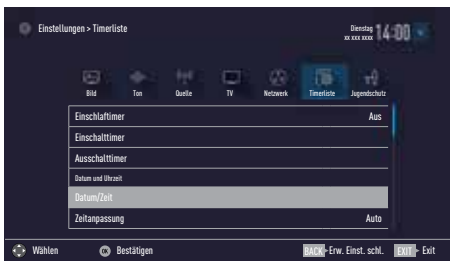 Einstellungen > Timerliste
Dienstag
xx xxx xxxx
14:00
Bild Ton Quelle TV Netzwerk Timerliste Jugendschutz
Einschlaftimer Aus
Einschalttimer
Ausschalttimer
Datum und Uhrzeit
Datum/Zeit
Zeitanpassung Auto
Wählen OK Bestätigen BACK Erw. Einst. schl. EXIT Exit